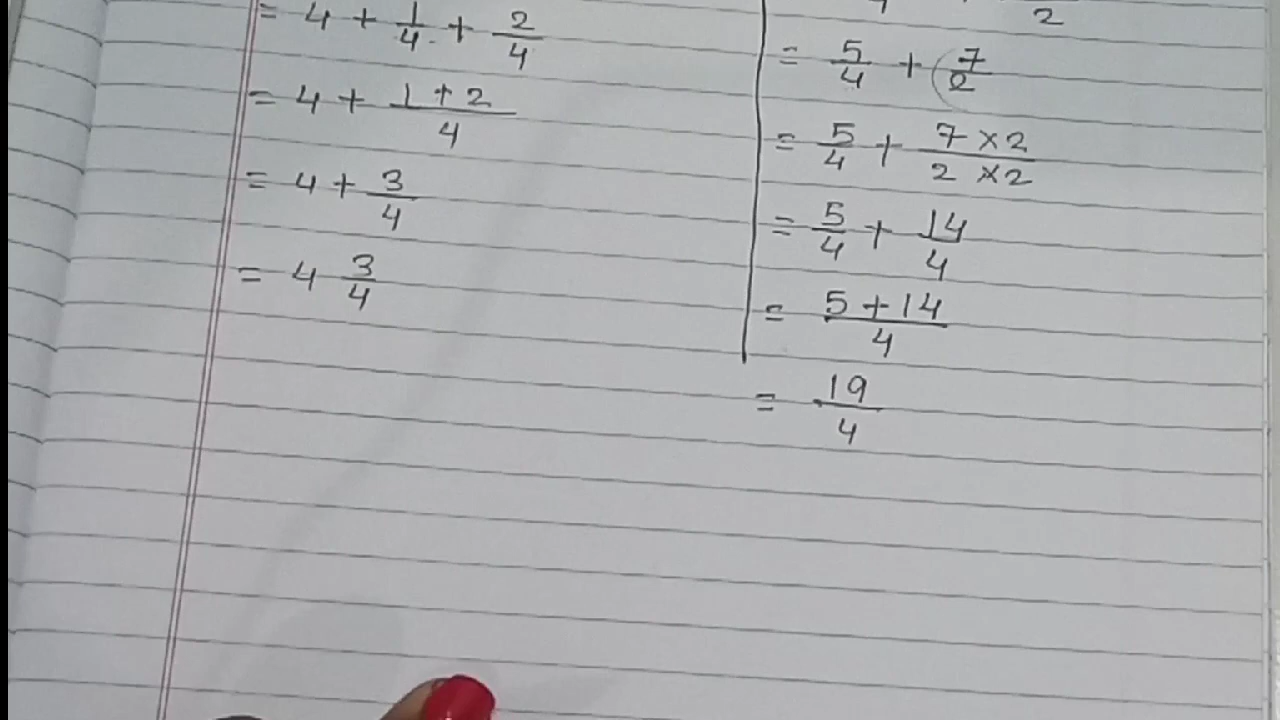 = 4 + 1/4 + 2/4
= 4 + (1+2)/4
= 4 + 3/4
= 4 3/4
2
= 5/4 + 7/2
= 5/4 + (7×2)/(2×2)
= 5/4 + 14/4
= (5+14)/4
= 19/4